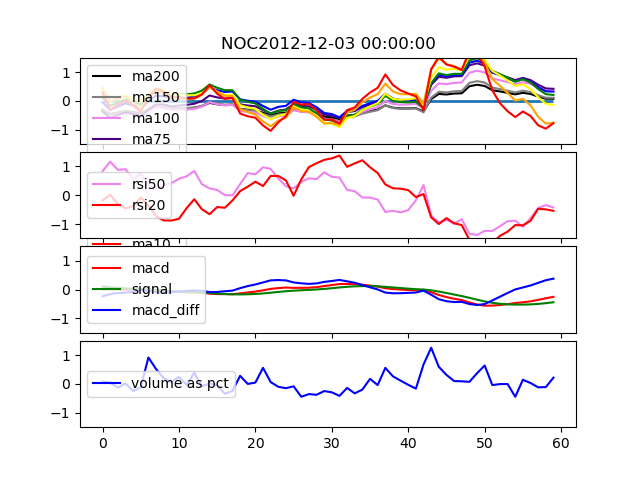 NOC2012-12-03 00:00:00
1
0
−1
ma200
ma150
ma100
ma75
1
0
−1
rsi50
rsi20
ma10
1
0
−1
macd
signal
macd_diff
1
0
−1
volume as pct
0 10 20 30 40 50 60